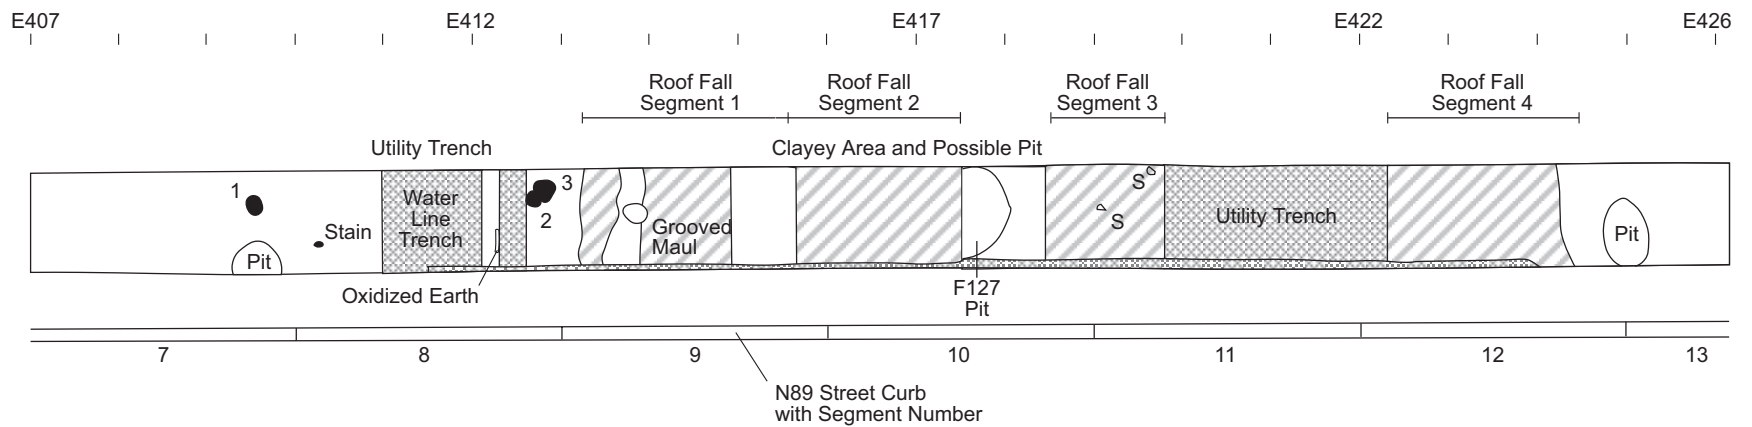 E407 E412 E417 E422 E426
Roof Fall
Segment 1
Roof Fall
Segment 2
Roof Fall
Segment 3
Roof Fall
Segment 4
Utility Trench
Clayey Area and Possible Pit
1
Stain
Pit
Water
Line
Trench
3
2
Grooved
Maul
S
S
Utility Trench
Pit
Oxidized Earth
F127
Pit
7 8 9 10 11 12 13
N89 Street Curb
with Segment Number